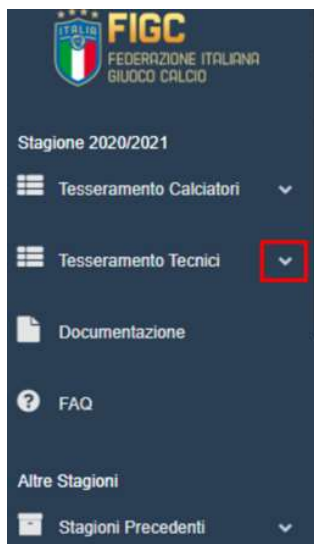 ITALIA
FIGC
FEDERAZIONE ITALIANA
GIUOCO CALCIO
Stagione 2020/2021
Tesseramento Calciatori
Tesseramento Tecnici
Documentazione
? FAQ
Altre Stagioni
Stagioni Precedenti